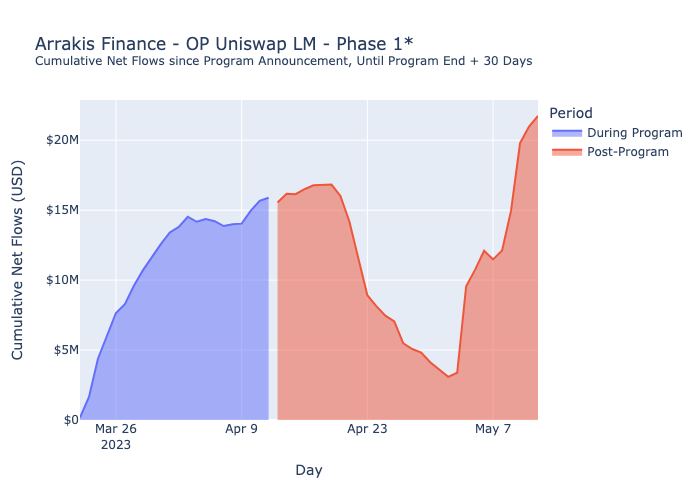 Arrakis Finance - OP Uniswap LM - Phase 1*
Cumulative Net Flows since Program Announcement, Until Program End + 30 Days
Period
During Program
Post-Program
Cumulative Net Flows (USD)
$20M
$15M
$10M
$5M
$0
Mar 26
2023
Apr 9
Apr 23
May 7
Day